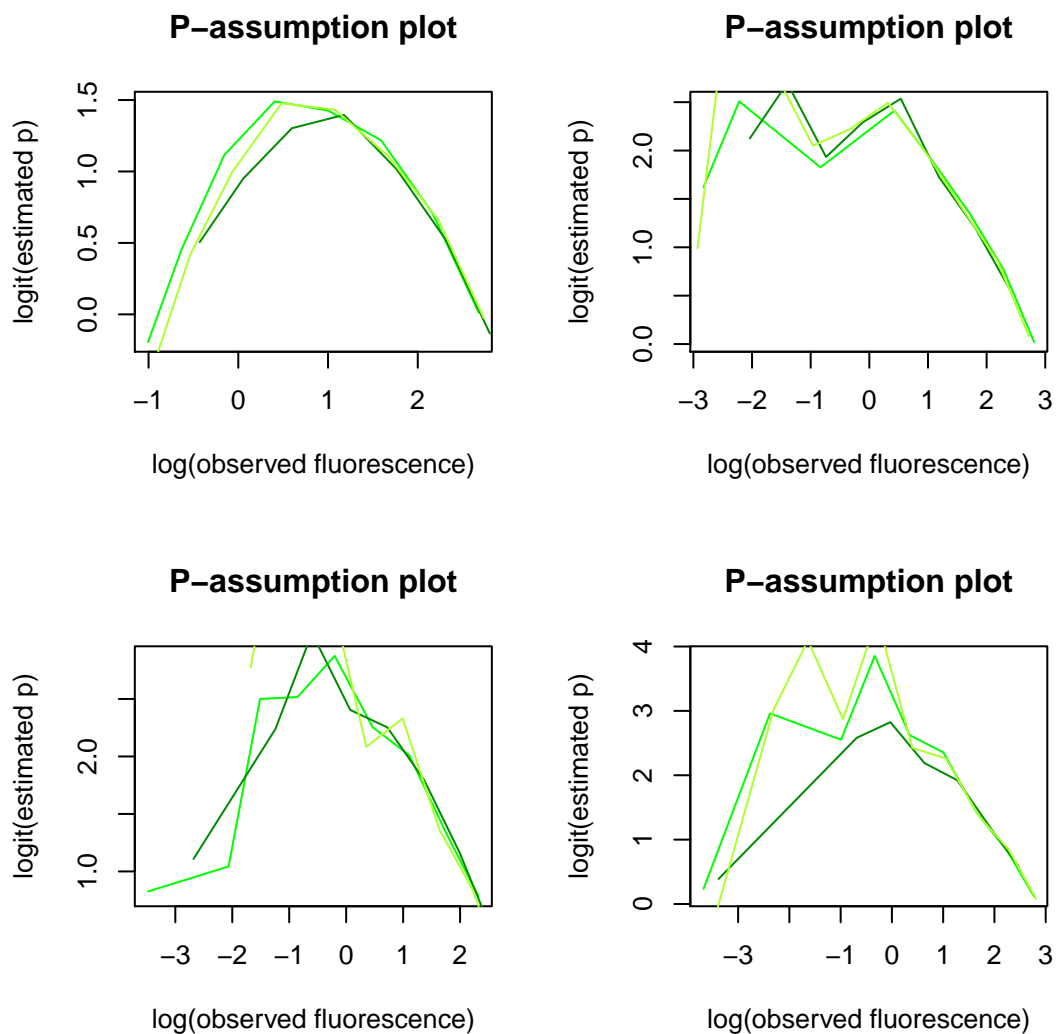 P−assumption plot
logit(estimated p)
0.0 0.5 1.0 1.5
−1 0 1 2
log(observed fluorescence)
P−assumption plot
logit(estimated p)
0.0 1.0 2.0
−3 −2 −1 0 1 2 3
log(observed fluorescence)
P−assumption plot
logit(estimated p)
1.0 2.0
−3 −2 −1 0 1 2
log(observed fluorescence)
P−assumption plot
logit(estimated p)
0 1 2 3 4
−3 −1 0 1 2 3
log(observed fluorescence)